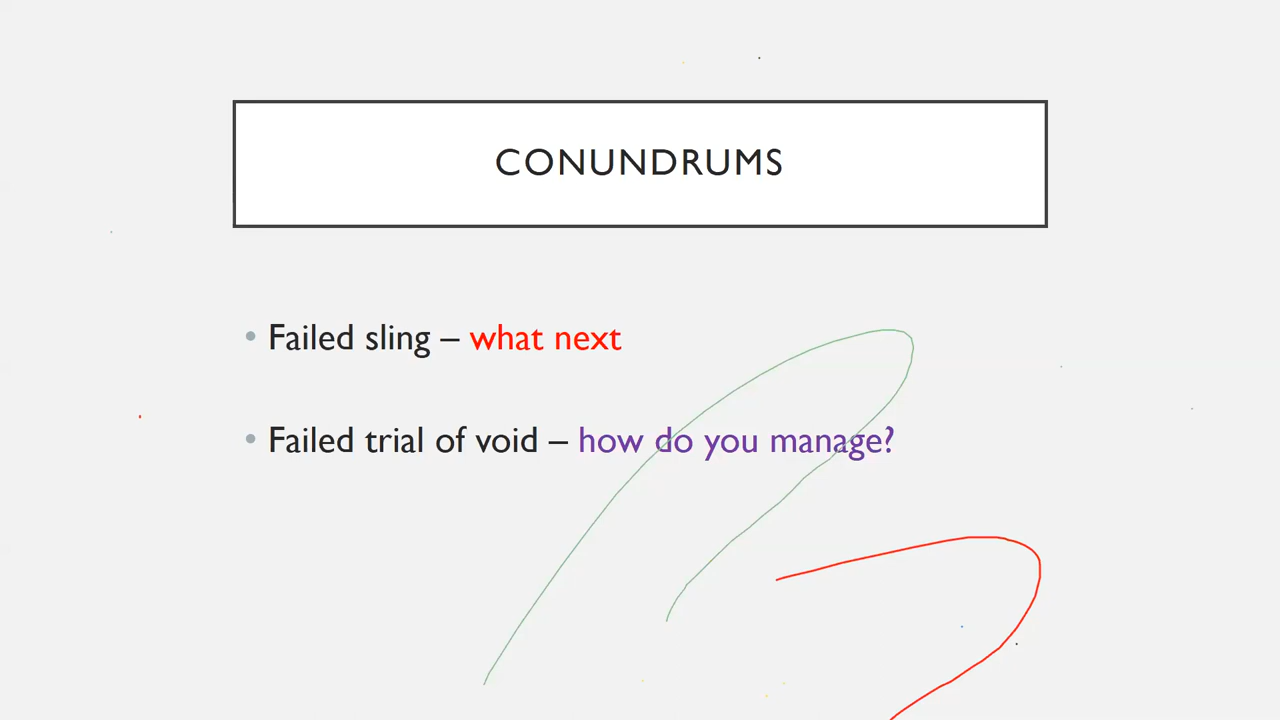 CONUNDRUMS
• Failed sling – what next
• Failed trial of void – how do you manage?